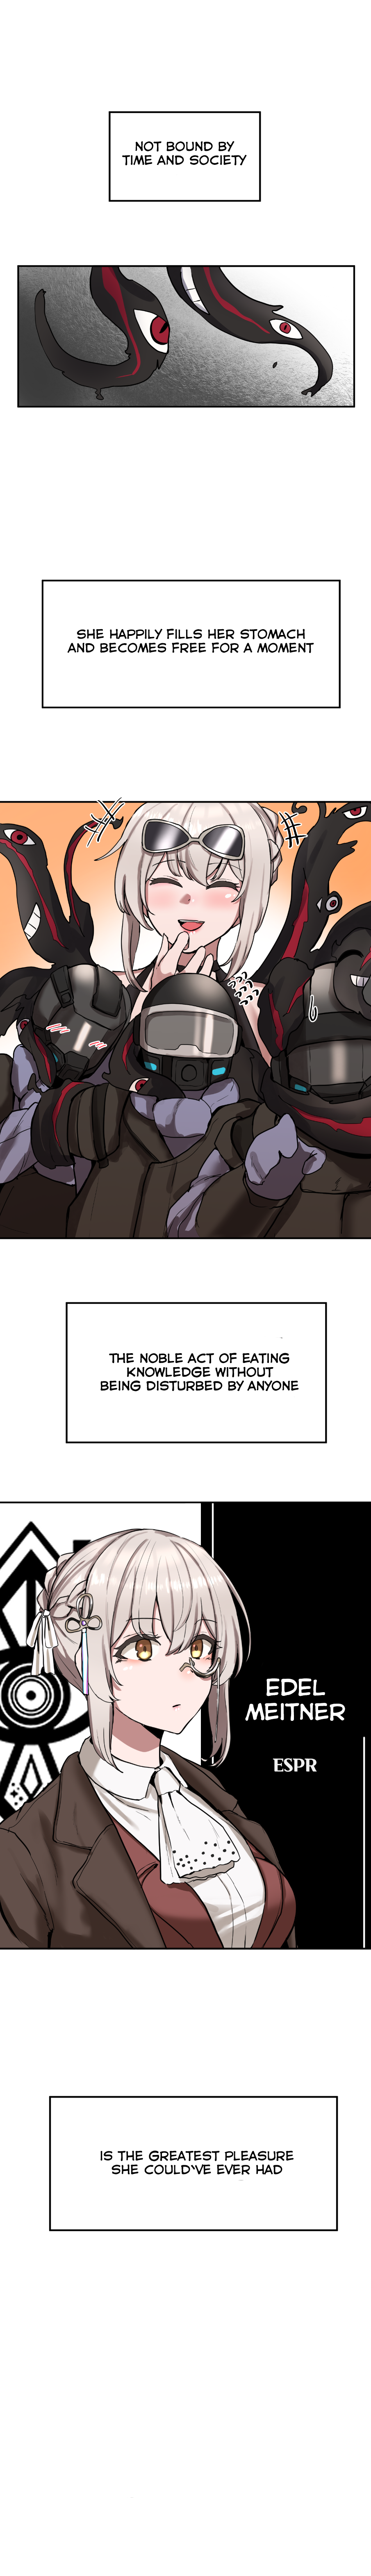 NOT BOUND BY
TIME AND SOCIETY
SHE HAPPILY FILLS HER STOMACH
AND BECOMES FREE FOR A MOMENT
THE NOBLE ACT OF EATING
KNOWLEDGE WITHOUT
BEING DISTURBED BY ANYONE
EDEL
MEITNER
ESPR
IS THE GREATEST PLEASURE
SHE COULD'VE EVER HAD